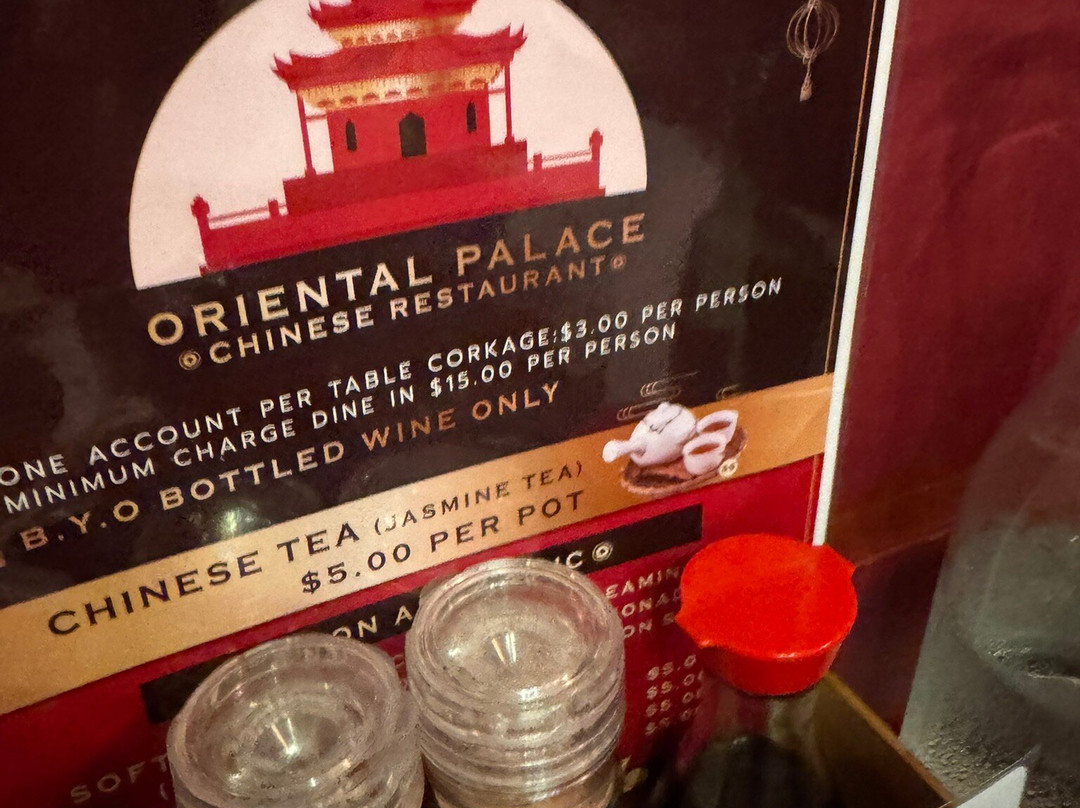 ORIENTAL PALACE
CHINESE RESTAURANT
ONE ACCOUNT PER TABLE CORKAGE:$3.00 PER PERSON
MINIMUM CHARGE DINE IN $15.00 PER PERSON
B.Y.O BOTTLED WINE ONLY
CHINESE TEA (JASMINE TEA)
$5.00 PER POT
SOFT